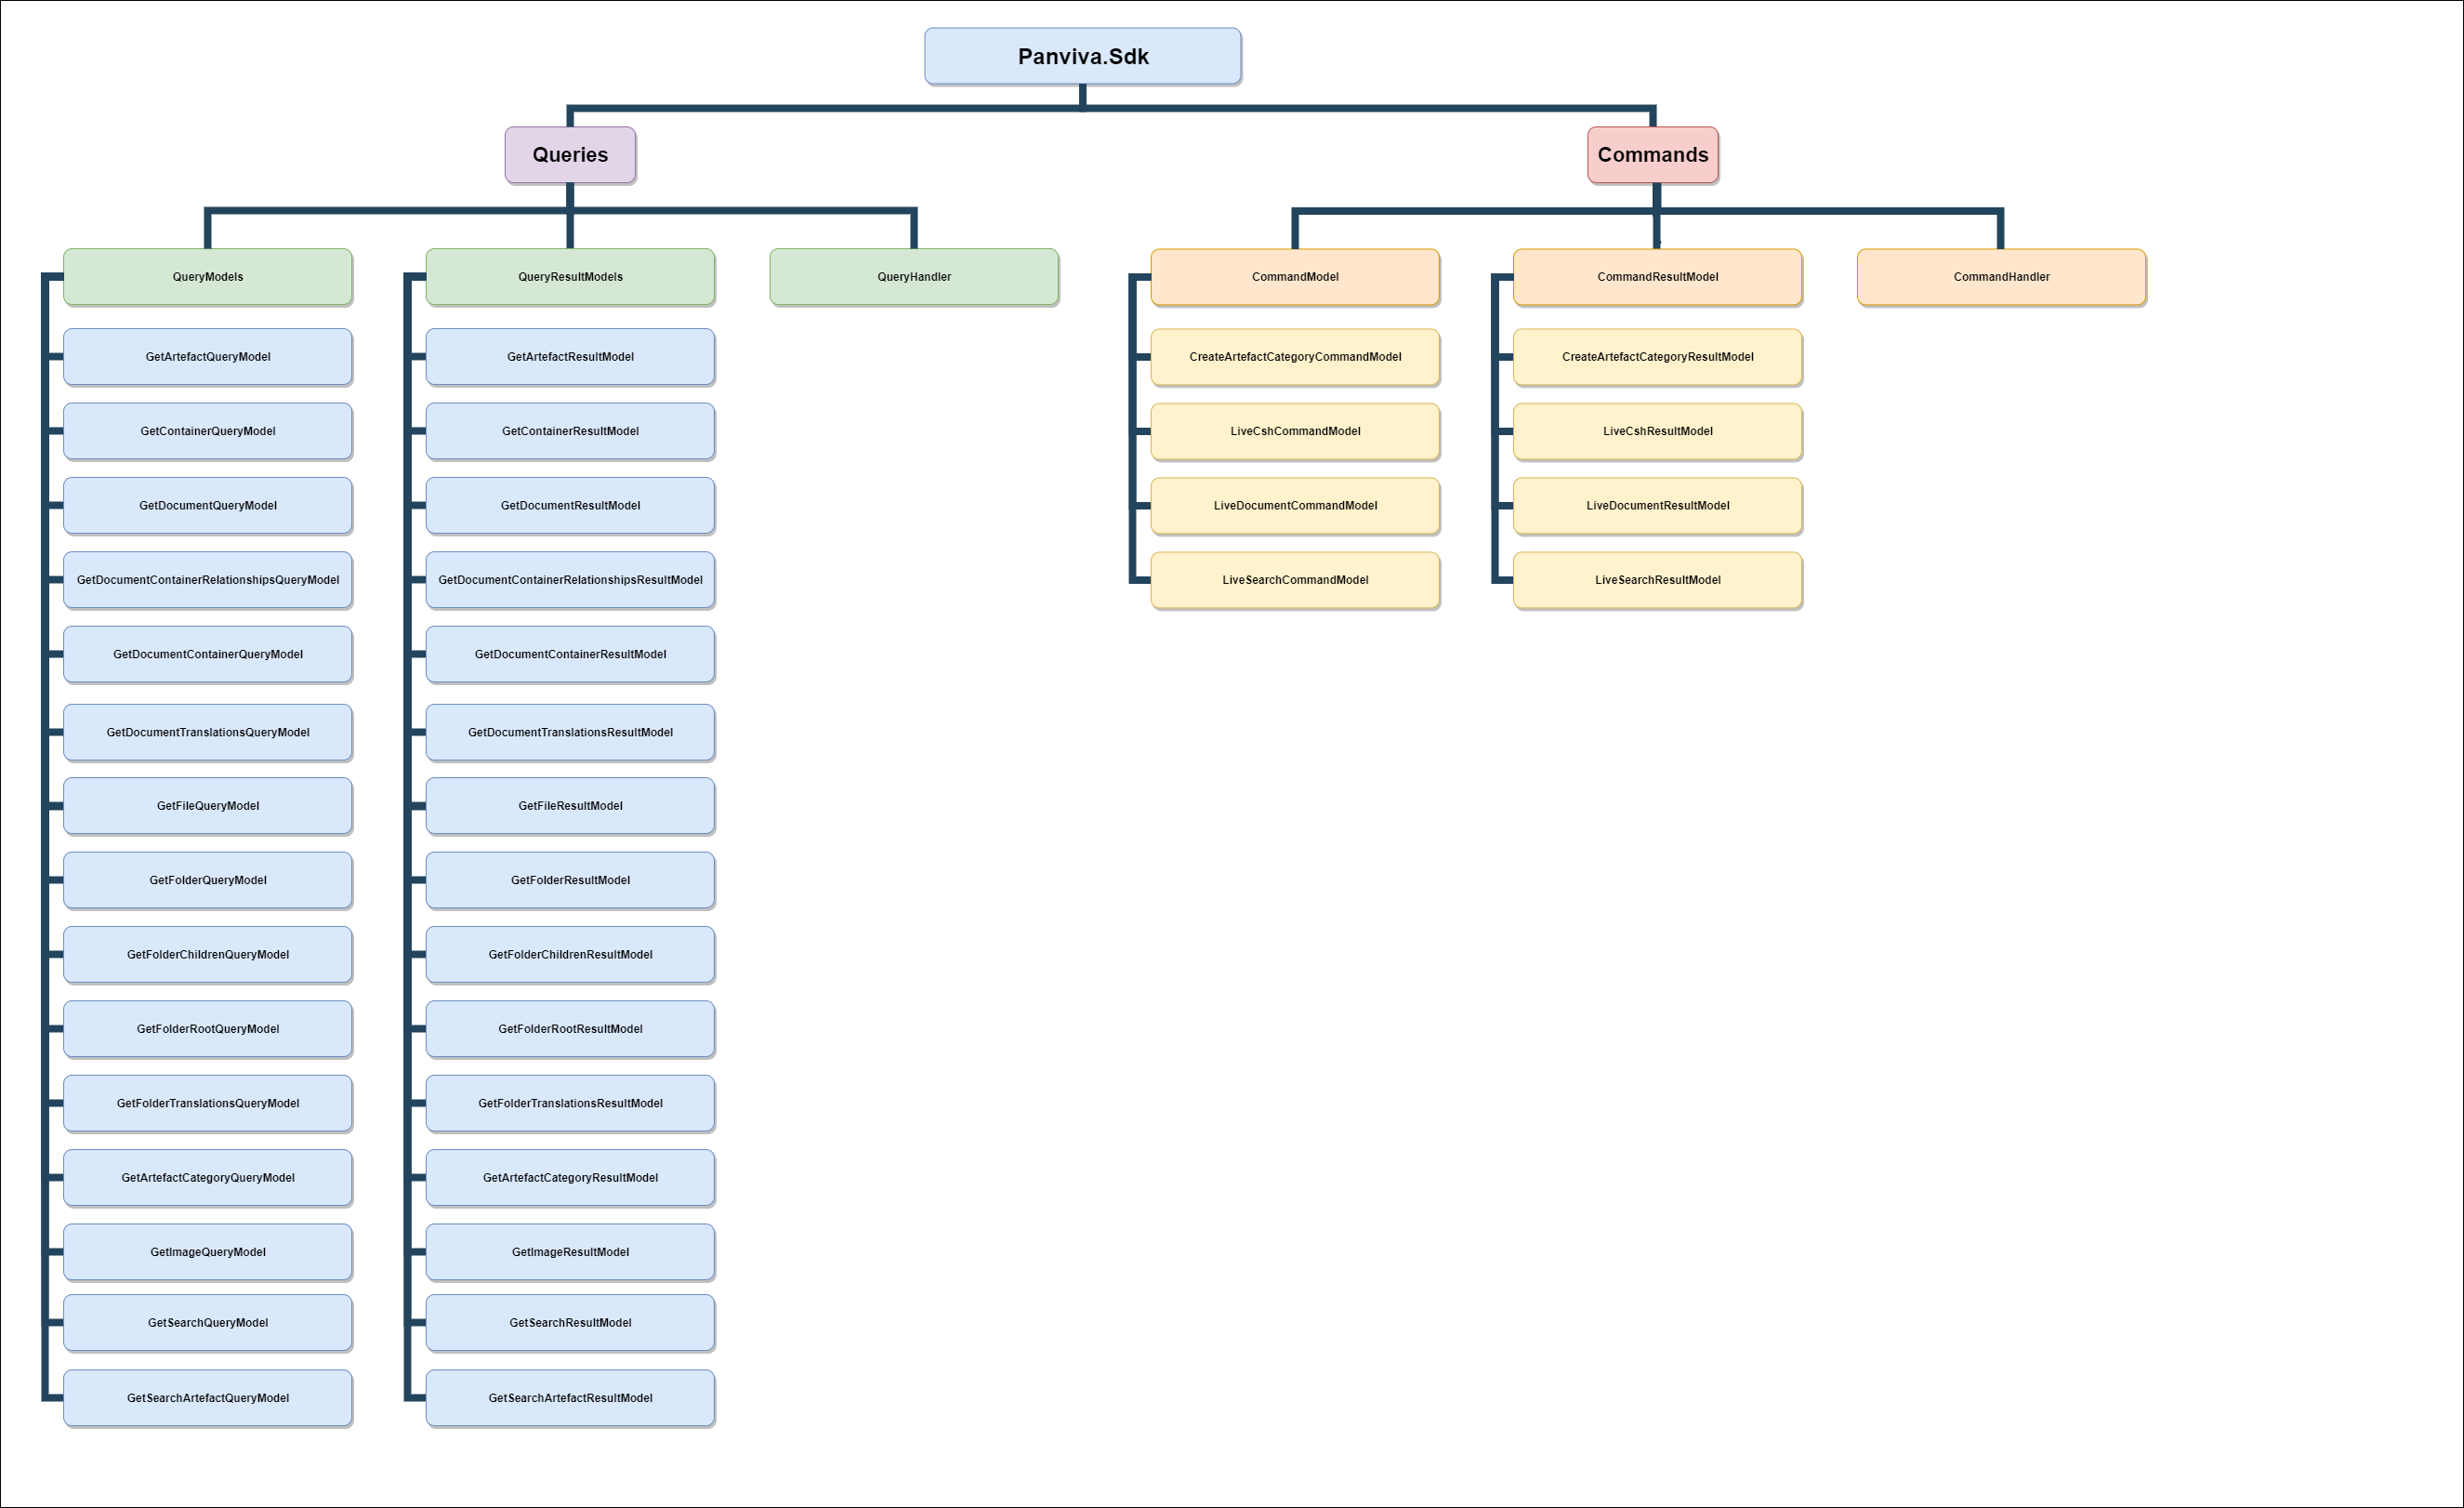 Panviva.Sdk
Queries
Commands
QueryModels
QueryResultModels
QueryHandler
CommandModel
CommandResultModel
CommandHandler
GetArtefactQueryModel
GetContainerQueryModel
GetDocumentQueryModel
GetDocumentContainerRelationshipsQueryModel
GetDocumentContainerQueryModel
GetDocumentTranslationsQueryModel
GetFileQueryModel
GetFolderQueryModel
GetFolderChildrenQueryModel
GetFolderRootQueryModel
GetFolderTranslationsQueryModel
GetArtefactCategoryQueryModel
GetImageQueryModel
GetSearchQueryModel
GetSearchArtefactQueryModel
GetArtefactResultModel
GetContainerResultModel
GetDocumentResultModel
GetDocumentContainerRelationshipsResultModel
GetDocumentContainerResultModel
GetDocumentTranslationsResultModel
GetFileResultModel
GetFolderResultModel
GetFolderChildrenResultModel
GetFolderRootResultModel
GetFolderTranslationsResultModel
GetArtefactCategoryResultModel
GetImageResultModel
GetSearchResultModel
GetSearchArtefactResultModel
CreateArtefactCategoryCommandModel
LiveCshCommandModel
LiveDocumentCommandModel
LiveSearchCommandModel
CreateArtefactCategoryResultModel
LiveCshResultModel
LiveDocumentResultModel
LiveSearchResultModel